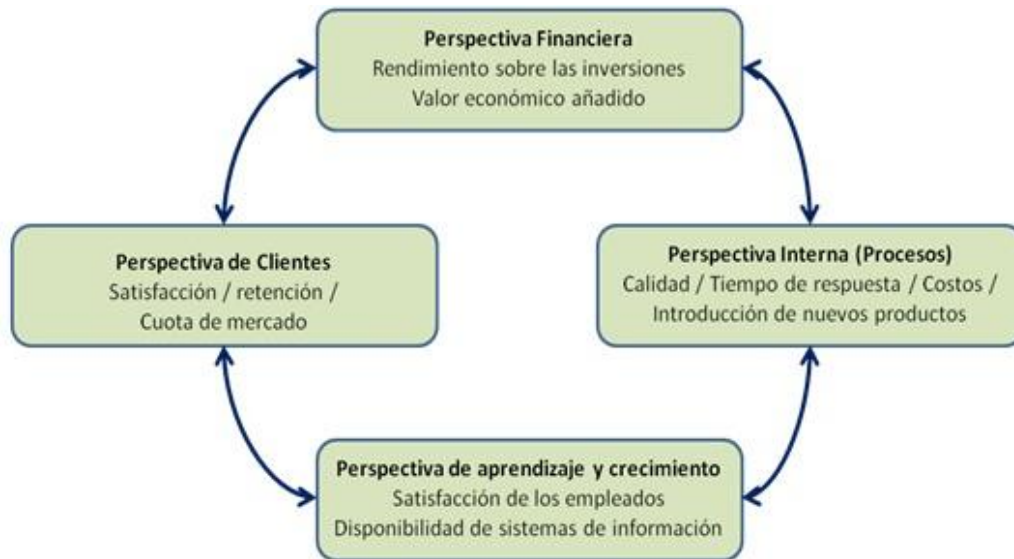 Perspectiva Financiera
Rendimiento sobre las inversiones
Valor económico añadido
Perspectiva de Clientes
Satisfacción / retención /
Cuota de mercado
Perspectiva Interna (Procesos)
Calidad / Tiempo de respuesta / Costos /
Introducción de nuevos productos
Perspectiva de aprendizaje y crecimiento
Satisfacción de los empleados
Disponibilidad de sistemas de información